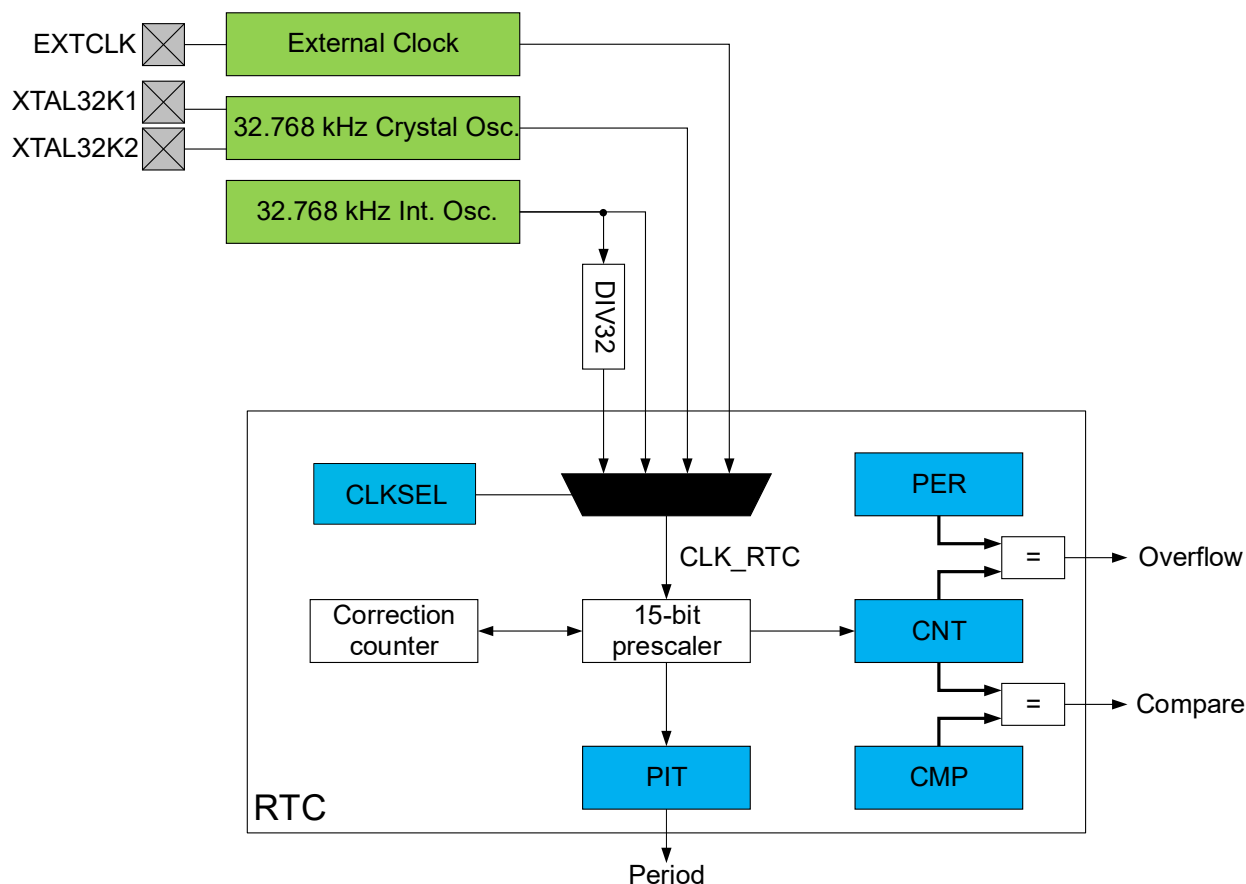 EXTCLK
External Clock
XTAL32K1
XTAL32K2
32.768 kHz Crystal Osc.
32.768 kHz Int. Osc.
DIV32
CLKSEL
PER
CLK_RTC
=
Overflow
Correction
counter
15-bit
prescaler
CNT
=
Compare
PIT
CMP
RTC
Period